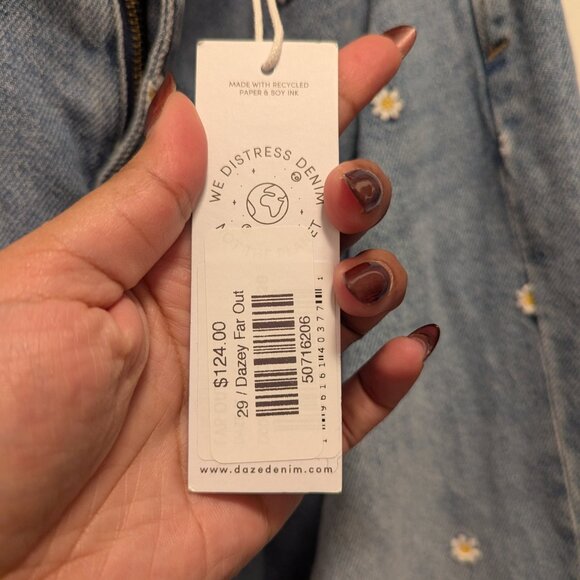 MADE WITH RECYCLED
PAPER & SOY INK
WE DISTRESS DENIM
$124.00
29 / Dazey Far Out
50716206
www.dazedenim.com